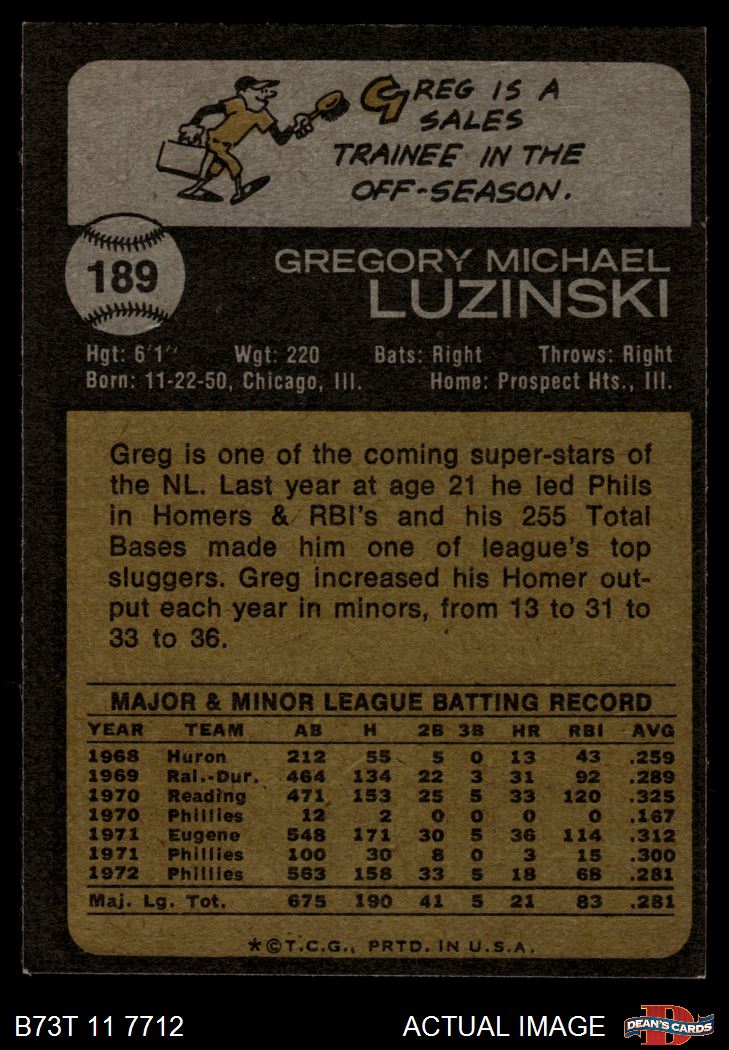 GREG IS A
SALES
TRAINEE IN THE
OFF-SEASON.
189
GREGORY MICHAEL
LUZINSKI
Hgt: 6'1" Wgt: 220 Bats: Right Throws: Right
Born: 11-22-50, Chicago, Ill. Home: Prospect Hts., Ill.
Greg is one of the coming super-stars of
the NL. Last year at age 21 he led Phils
in Homers & RBI's and his 255 Total
Bases made him one of league's top
sluggers. Greg increased his Homer out-
put each year in minors, from 13 to 31 to
33 to 36.
MAJOR & MINOR LEAGUE BATTING RECORD
YEAR TEAM AB H 2B 3B HR RBI AVG
1968 Huron 212 55 5 0 13 43 .259
1969 Ral.-Dur. 464 134 22 3 31 92 .289
1970 Reading 471 153 25 5 33 120 .325
1970 Phillies 12 2 0 0 0 0 .167
1971 Eugene 548 171 30 5 36 114 .312
1971 Phillies 100 30 8 0 3 15 .300
1972 Phillies 563 158 33 5 18 68 .281
Maj. Lg. Tot. 675 190 41 5 21 83 .281
*©T.C.G., PRTD. IN U.S.A.
B73T 11 7712 ACTUAL IMAGE D DEAN'S CARDS